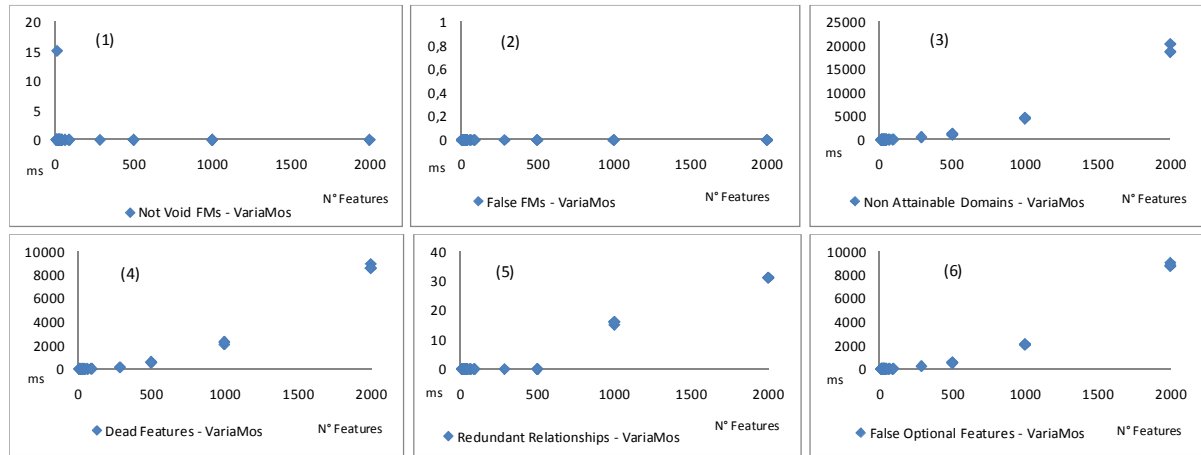 20
15
10
5
0
(1)
0 500 1000 1500 2000
ms
N° Features
Not Void FMs - VariaMos
1
0,8
0,6
0,4
0,2
0
(2)
0 500 1000 1500 2000
ms
N° Features
False FMs - VariaMos
25000
20000
15000
10000
5000
0
(3)
0 500 1000 1500 2000
ms
N° Features
Non Attainable Domains - VariaMos
10000
8000
6000
4000
2000
0
(4)
0 500 1000 1500 2000
ms
N° Features
Dead Features - VariaMos
40
30
20
10
0
(5)
0 500 1000 1500 2000
ms
N° Features
Redundant Relationships - VariaMos
10000
8000
6000
4000
2000
0
(6)
0 500 1000 1500 2000
ms
N° Features
False Optional Features - VariaMos